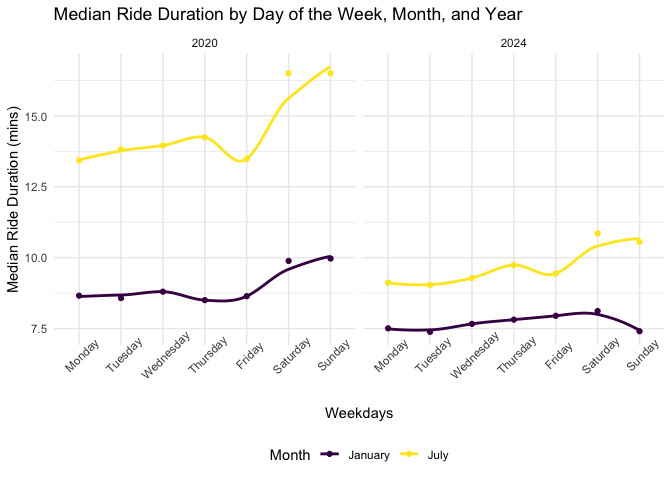 Median Ride Duration by Day of the Week, Month, and Year
2020
2024
Median Ride Duration (mins)
15.0
12.5
10.0
7.5
Monday
Tuesday
Wednesday
Thursday
Friday
Saturday
Sunday
Monday
Tuesday
Wednesday
Thursday
Friday
Saturday
Sunday
Weekdays
Month
January
July